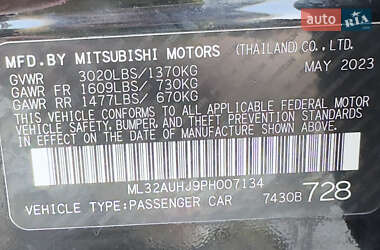 AUTO RIA
MFD.BY MITSUBISHI MOTORS (THAILAND) CO.,LTD.
GVWR 3020LBS/1370KG MAY 2023
GAWR FR 1609LBS/ 730KG
GAWR RR 1477LBS/ 670KG
THIS VEHICLE CONFORMS TO ALL APPLICABLE FEDERAL MOTOR
VEHICLE SAFETY, BUMPER, AND THEFT PREVENTION STANDARDS
IN EFFECT ON THE DATE OF MANUFACTURE SHOWN ABOVE.
ML32AUHJ9PH007134
VEHICLE TYPE:PASSENGER CAR 7430B 728